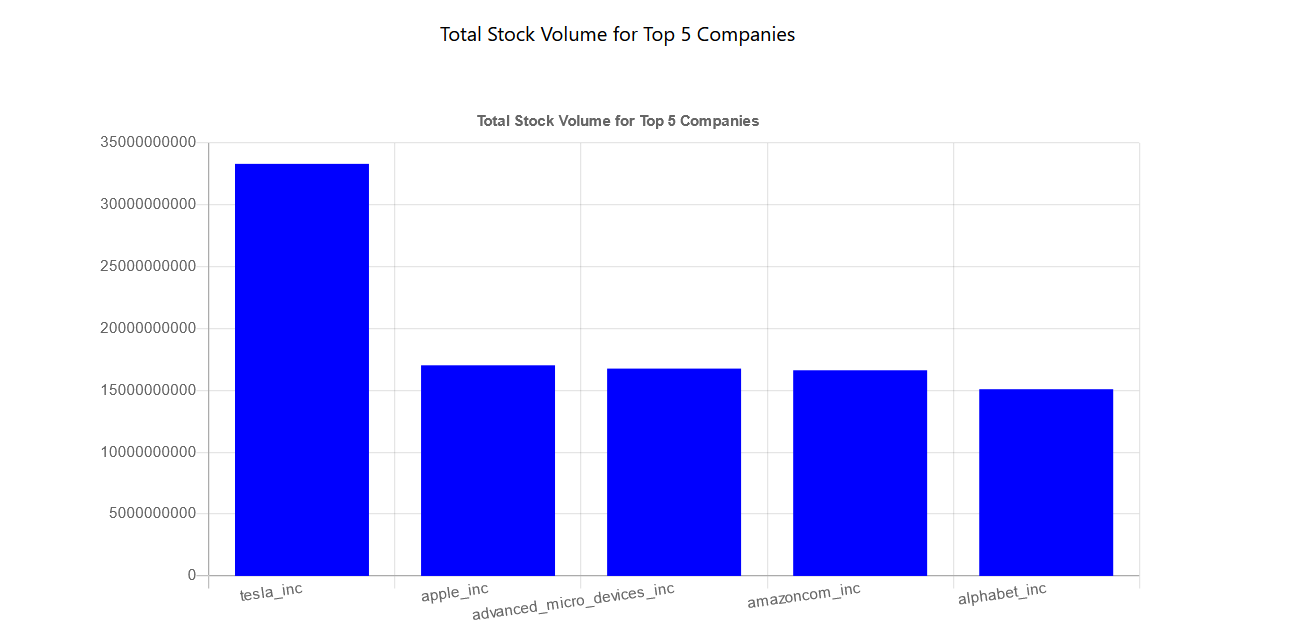 Total Stock Volume for Top 5 Companies
Total Stock Volume for Top 5 Companies
35000000000
30000000000
25000000000
20000000000
15000000000
10000000000
5000000000
0
tesla_inc
apple_inc
advanced_micro_devices_inc
amazoncom_inc
alphabet_inc